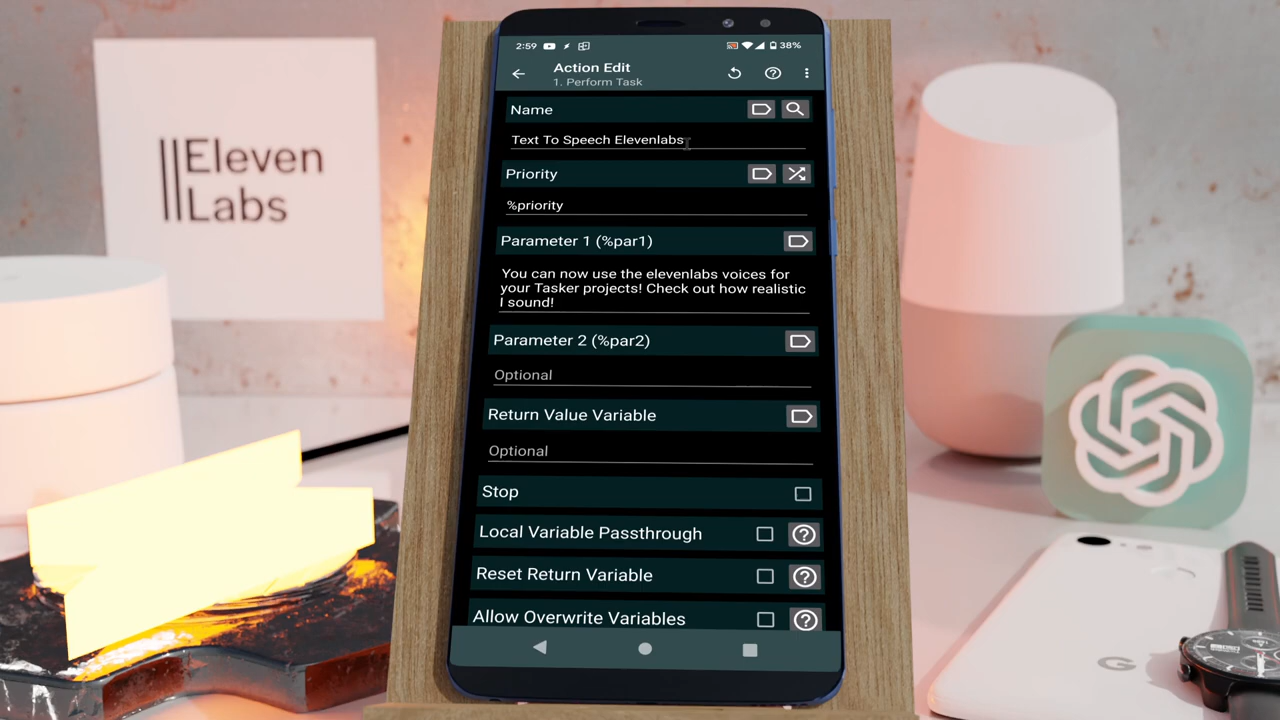 Eleven
Labs
2:59
38%
Action Edit
1. Perform Task
Name
Text To Speech Elevenlabs
Priority
%priority
Parameter 1 (%par1)
You can now use the elevenlabs voices for
your Tasker projects! Check out how realistic
I sound!
Parameter 2 (%par2)
Optional
Return Value Variable
Optional
Stop
Local Variable Passthrough
Reset Return Variable
Allow Overwrite Variables
G